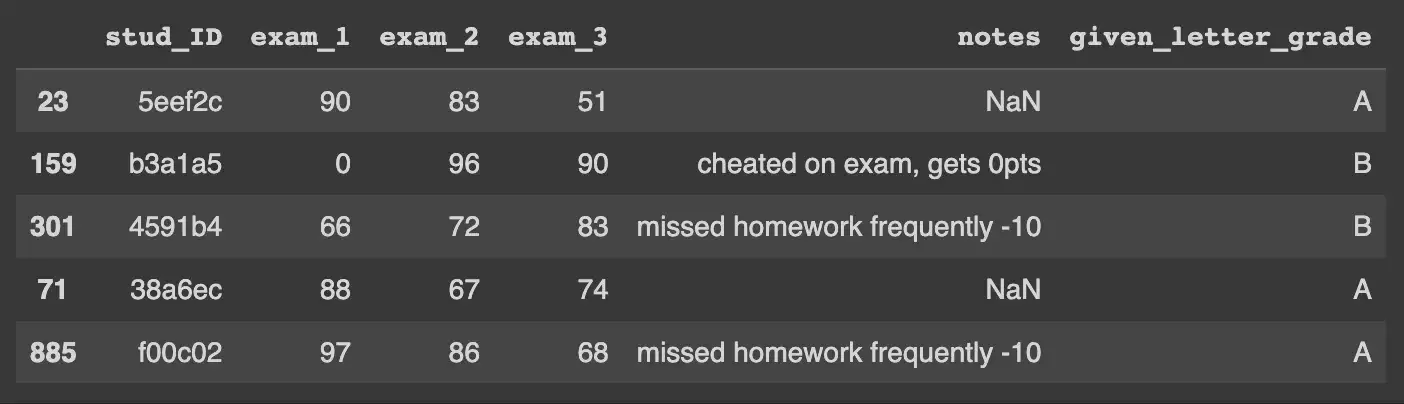 stud_ID exam_1 exam_2 exam_3 notes given_letter_grade
23 5eef2c 90 83 51 NaN A
159 b3a1a5 0 96 90 cheated on exam, gets 0pts B
301 4591b4 66 72 83 missed homework frequently -10 B
71 38a6ec 88 67 74 NaN A
885 f00c02 97 86 68 missed homework frequently -10 A